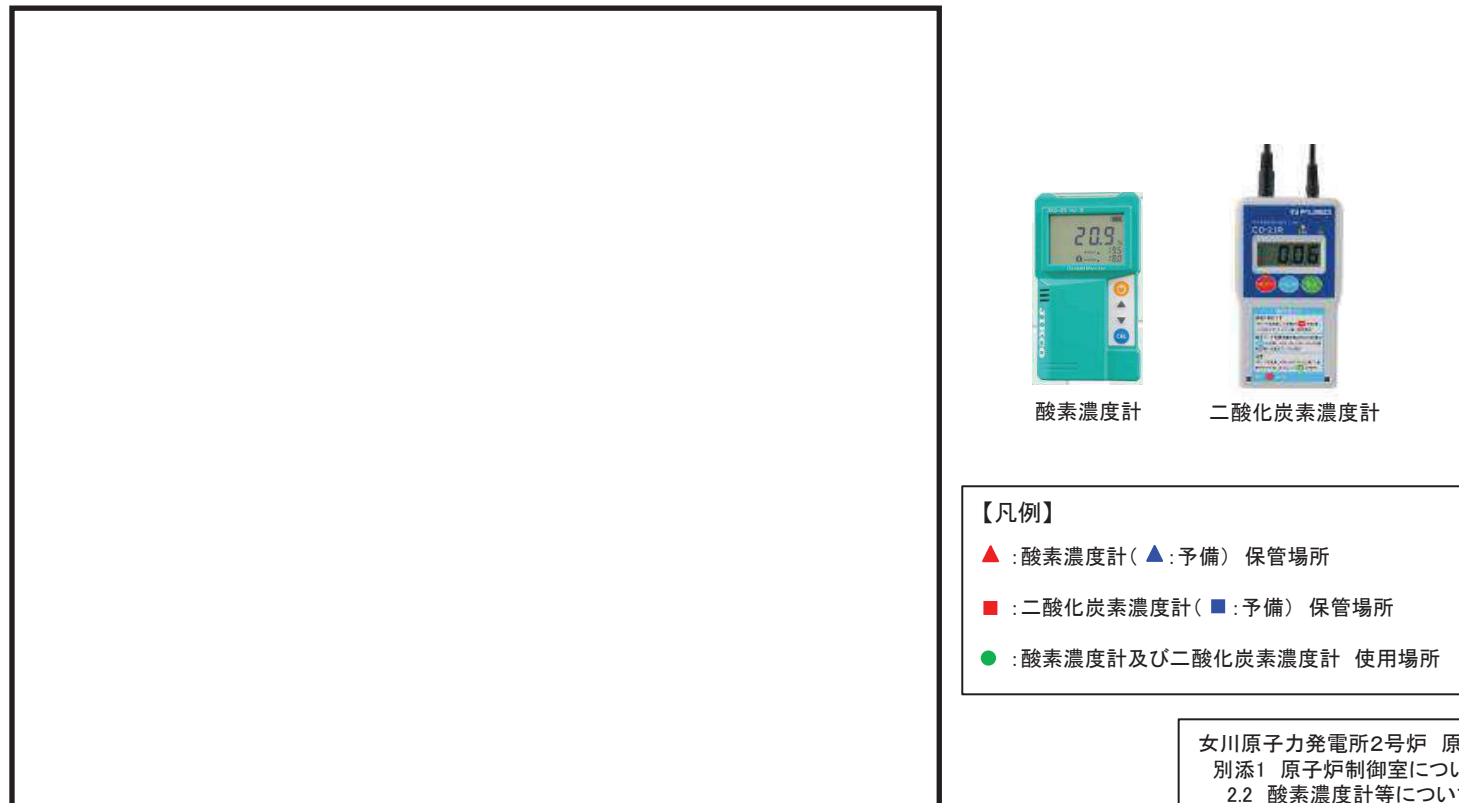 20.9
JIKCO
CAL
CD-23R
0.06
酸素濃度計
二酸化炭素濃度計
【凡例】
▲:酸素濃度計(▲:予備) 保管場所
■:二酸化炭素濃度計(■:予備) 保管場所
●:酸素濃度計及び二酸化炭素濃度計 使用場所
女川原子力発電所2号炉 原
別添1 原子炉制御室につい
2.2 酸素濃度計等につい